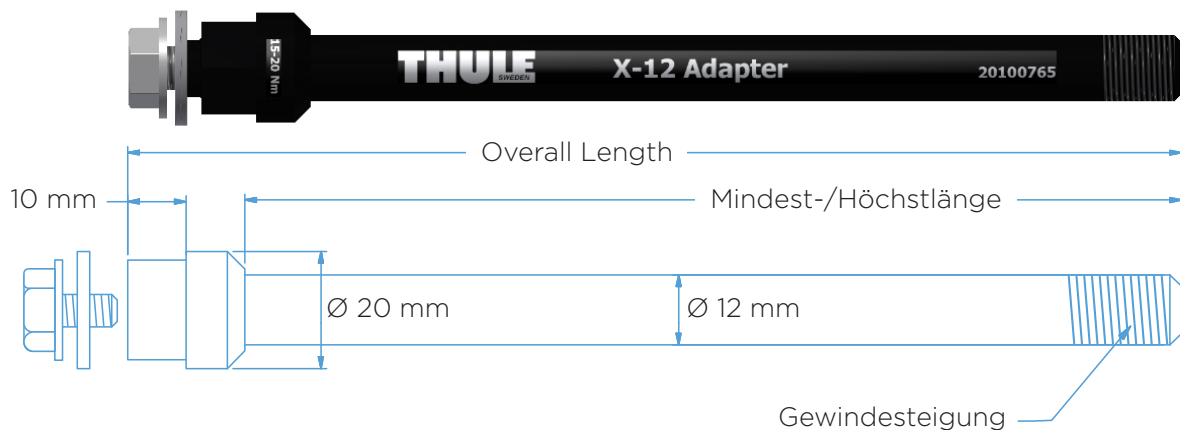 15-20 Nm
THULE
SWEDEN
X-12 Adapter
20100765
Overall Length
10 mm
Mindest-/Höchstlänge
Ø 20 mm
Ø 12 mm
Gewindesteigung